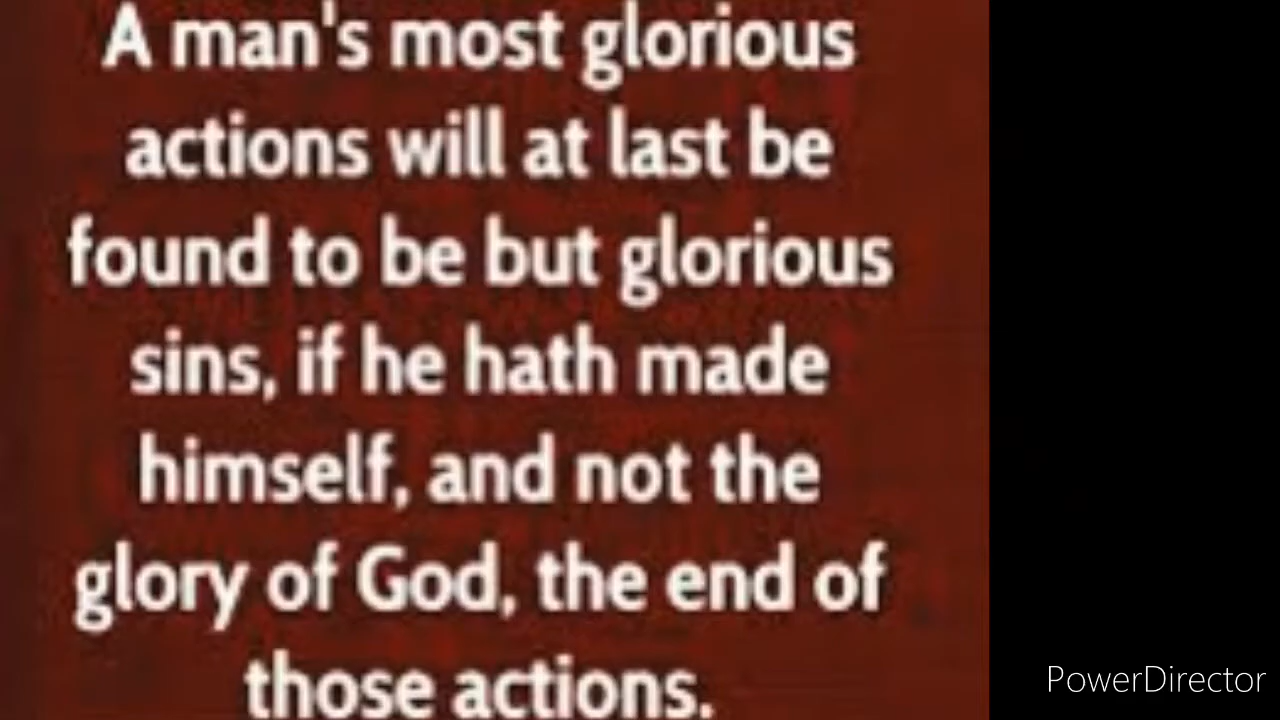 A man's most glorious
actions will at last be
found to be but glorious
sins, if he hath made
himself, and not the
glory of God, the end of
those actions.
PowerDirector